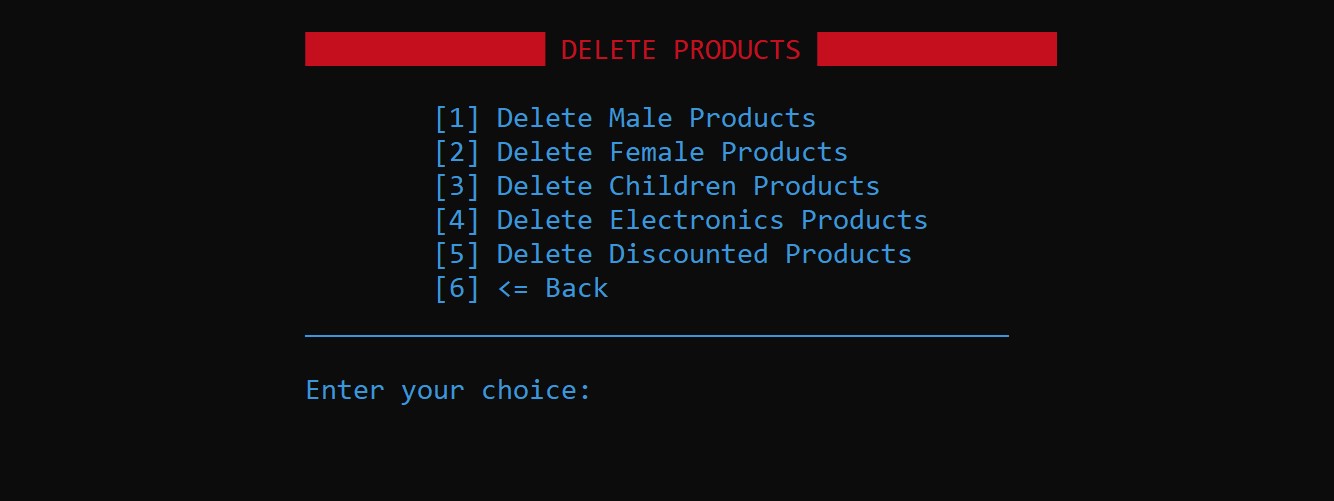 DELETE PRODUCTS
[1] Delete Male Products
[2] Delete Female Products
[3] Delete Children Products
[4] Delete Electronics Products
[5] Delete Discounted Products
[6] <= Back
Enter your choice: